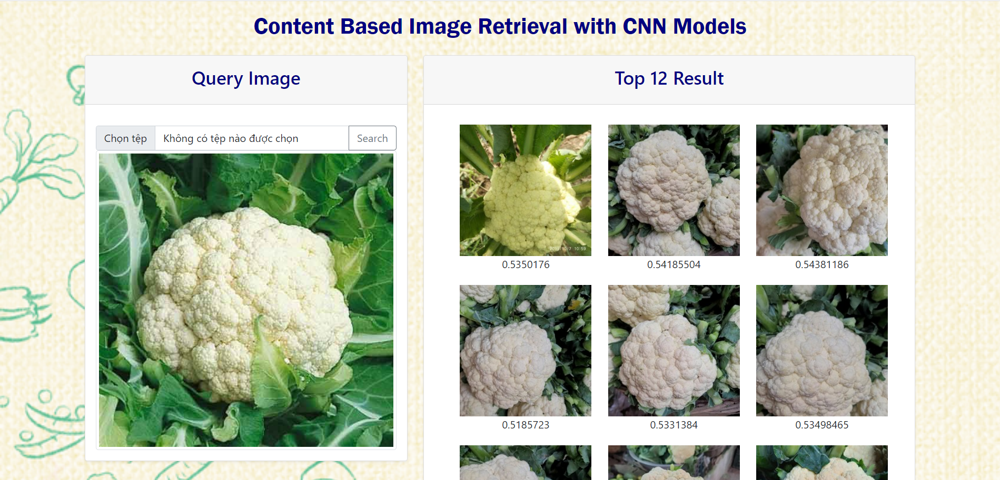 Content Based Image Retrieval with CNN Models
Query Image
Chọn tệp Không có tệp nào được chọn Search
Top 12 Result
2019/10/7 10:59
0.5350176 0.54185504 0.54381186
0.5185723 0.5331384 0.53498465